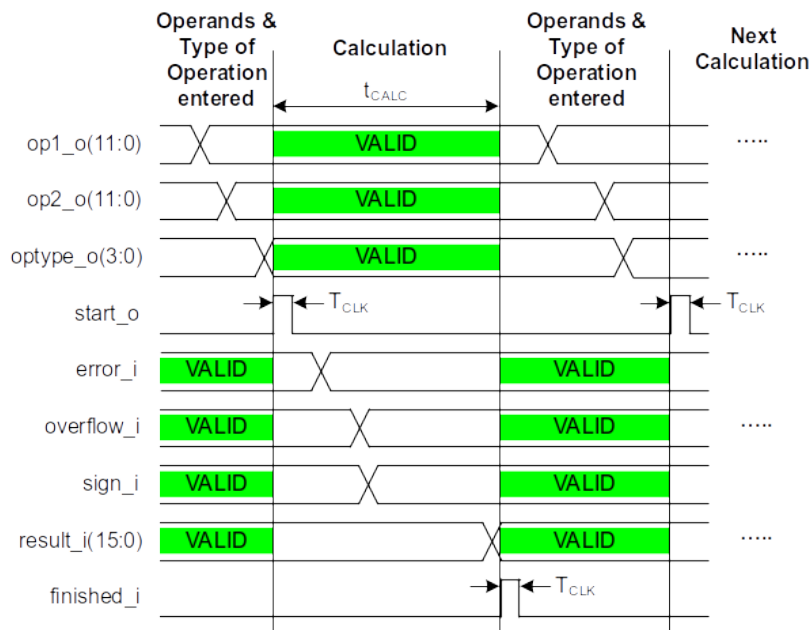 Operands &
Type of
Operation
entered
Calculation
Operands &
Type of
Operation
entered
Next
Calculation
tCALC
op1_o(11:0) VALID .....
op2_o(11:0) VALID
optype_o(3:0) VALID .....
start_o TCLK TCLK
error_i VALID VALID
overflow_i VALID VALID .....
sign_i VALID VALID
result_i(15:0) VALID VALID .....
finished_i TCLK